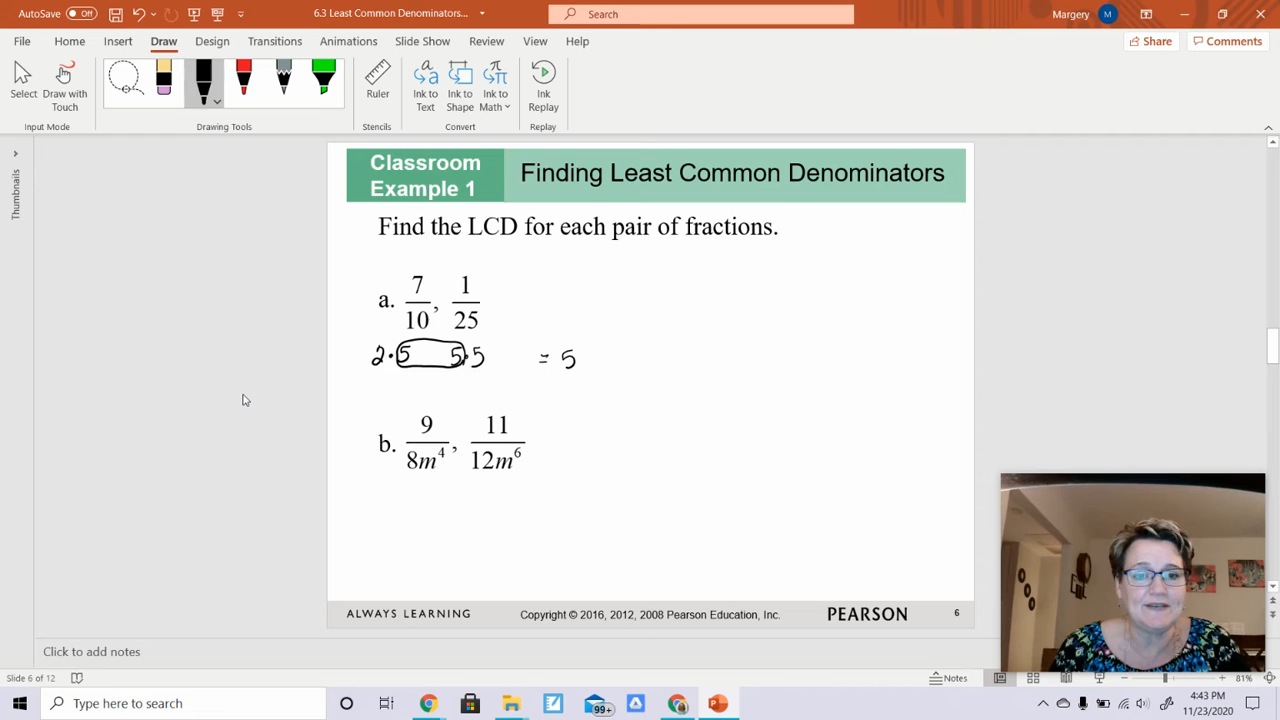 AutoSave Off 6.3 Least Common Denominators... Search Margery M
File Home Insert Draw Design Transitions Animations Slide Show Review View Help Share Comments
Select Draw with Touch Ruler Ink to Text Ink to Shape Ink to Math Ink Replay
Input Mode Drawing Tools Stencils Convert Replay
Thumbnails
Classroom Example 1
Finding Least Common Denominators
Find the LCD for each pair of fractions.
a. 7/10, 1/25
2·5 5·5 = 5
b. 9/8m⁴, 11/12m⁶
ALWAYS LEARNING Copyright © 2016, 2012, 2008 Pearson Education, Inc. PEARSON 6
Click to add notes
Slide 6 of 12 Notes 81%
Type here to search 99+ 4:43 PM
11/23/2020